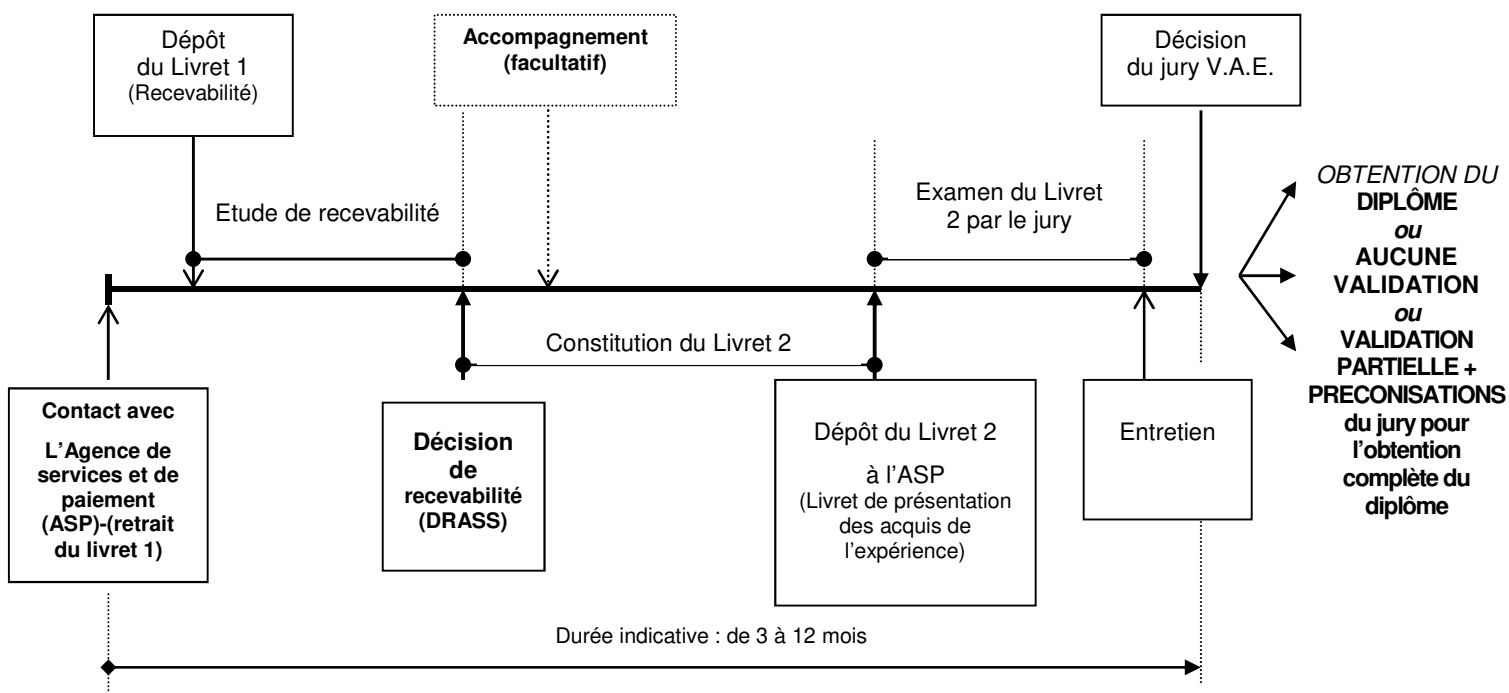 Dépôt
du Livret 1
(Recevabilité)
Accompagnement
(facultatif)
Décision
du jury V.A.E.
Etude de recevabilité
Examen du Livret
2 par le jury
OBTENTION DU
DIPLÔME
ou
AUCUNE
VALIDATION
ou
VALIDATION
PARTIELLE +
PRECONISATIONS
du jury pour
l'obtention
complète du
diplôme
Constitution du Livret 2
Contact avec
L'Agence de
services et de
paiement
(ASP)-(retrait
du livret 1)
Décision
de
recevabilité
(DRASS)
Dépôt du Livret 2
à l'ASP
(Livret de présentation
des acquis de
l'expérience)
Entretien
Durée indicative : de 3 à 12 mois